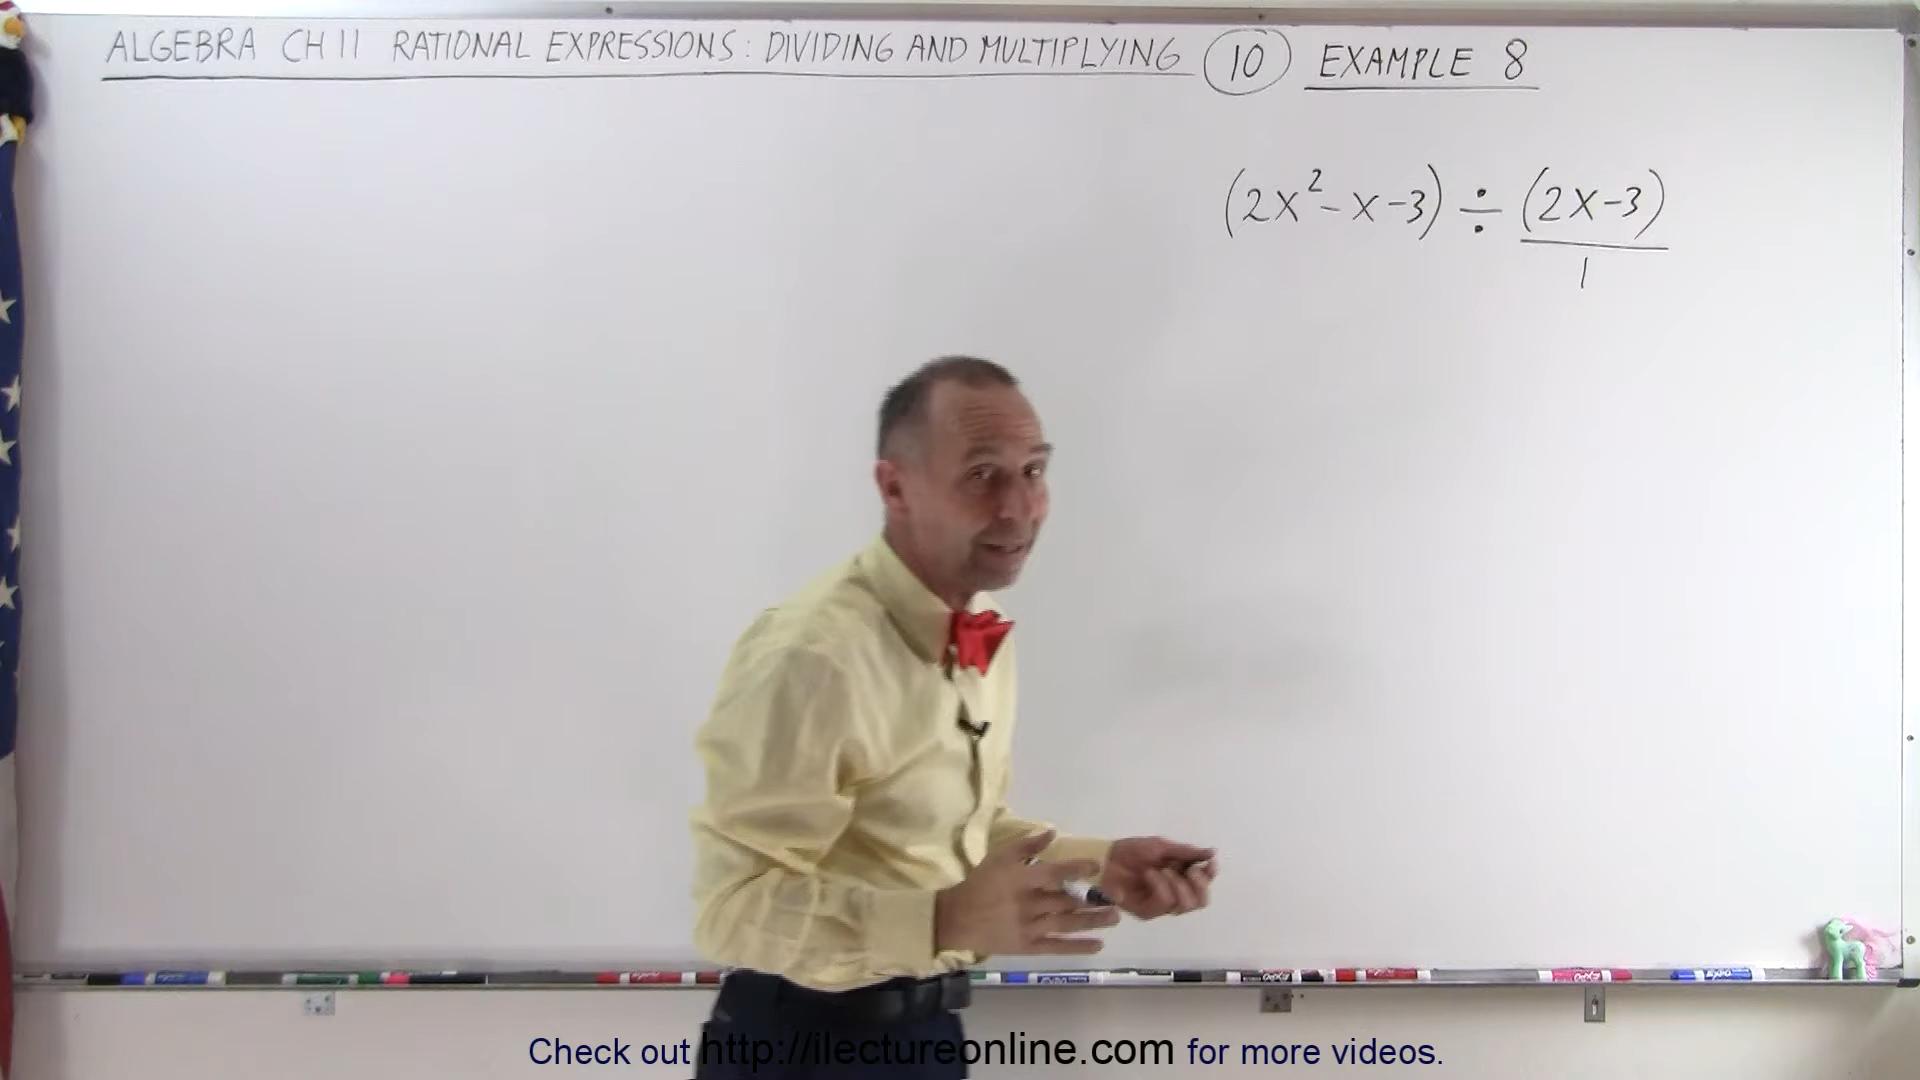 ALGEBRA CH 11 RATIONAL EXPRESSIONS: DIVIDING AND MULTIPLYING 10 EXAMPLE 8
(2X²-X-3) ÷ (2X-3)
1
Check out http://ilectureonline.com for more videos.